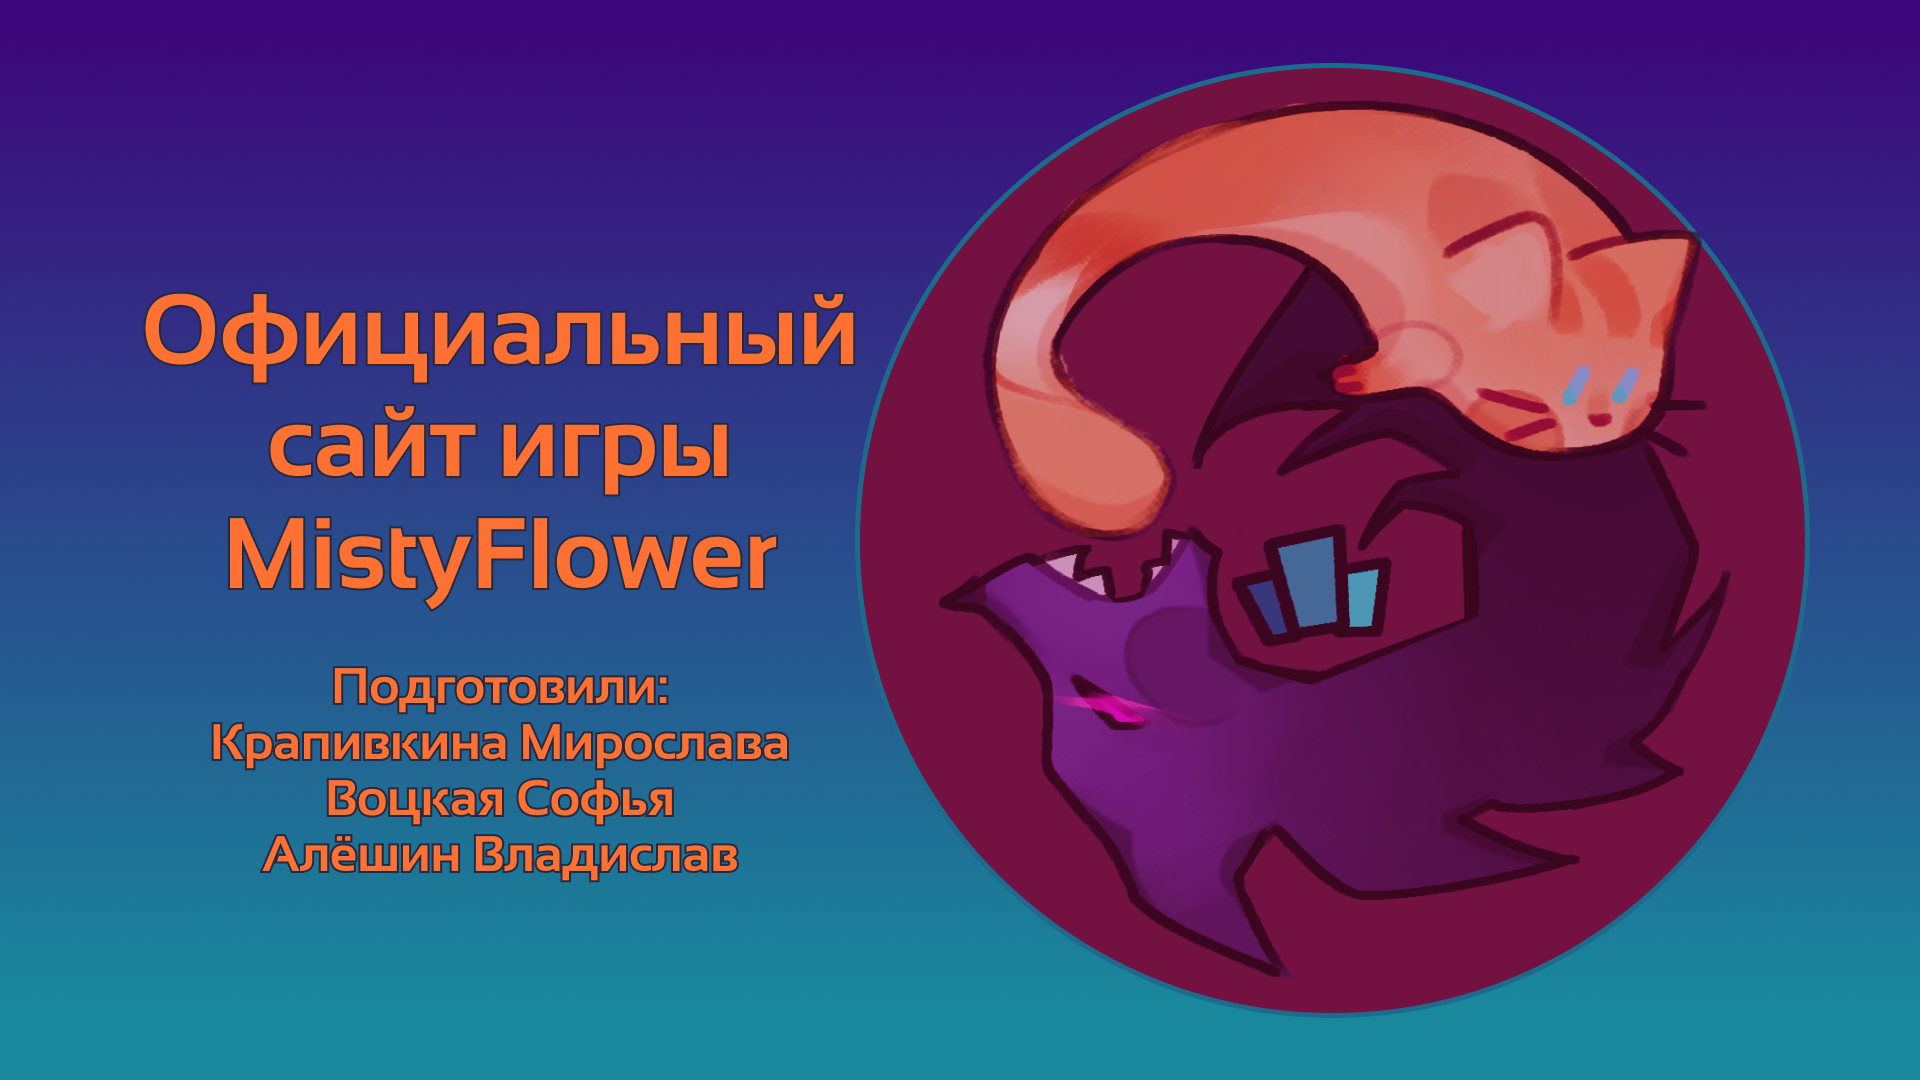 Официальный
сайт игры
MistyFlower
Подготовили:
Крапивкина Мирослава
Воцкая Софья
Алёшин Владислав